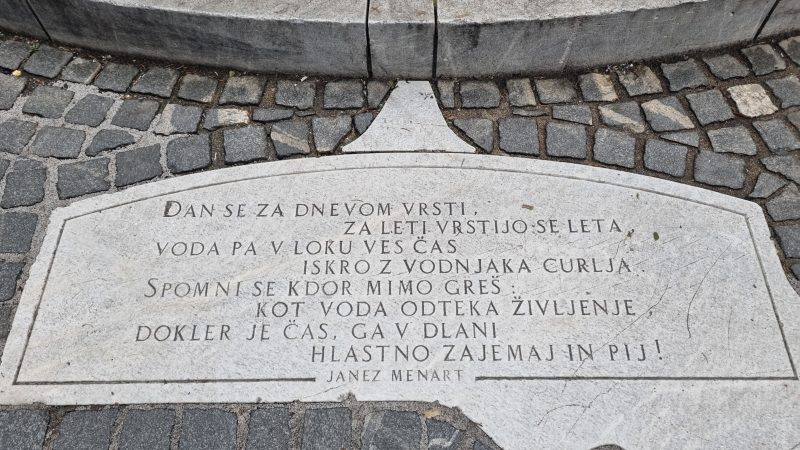 DAN SE ZA DNEVOM VRSTI,
ZA LETI VRSTIJO SE LETA,
VODA PA V LOKU VES ČAS
ISKRO Z VODNJAKA CURLJA.
SPOMNI SE KDOR MIMO GREŠ:
KOT VODA ODTEKA ŽIVLJENJE,
DOKLER JE ČAS, GA V DLANI
HLASTNO ZAJEMAJ IN PIJ!
JANEZ MENART